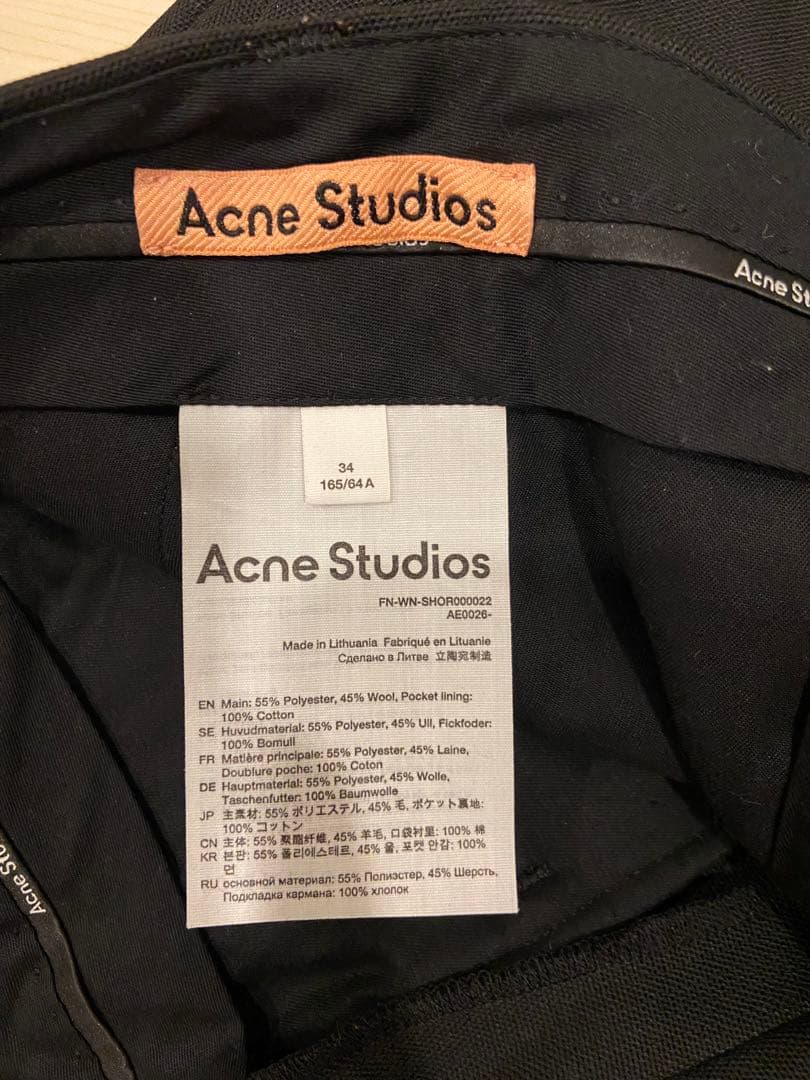 Acne Studios
Acne St
34
165/64 A
Acne Studios
FN-WN-SHOR000022
AE0026-
Made in Lithuania Fabriqué en Lituanie
Сделано в Литве 立陶宛制造
EN Main: 55% Polyester, 45% Wool, Pocket lining:
100% Cotton
SE Huvudmaterial: 55% Polyester, 45% Ull, Fickfoder:
100% Bomull
FR Matière principale: 55% Polyester, 45% Laine,
Doublure poche: 100% Coton
DE Hauptmaterial: 55% Polyester, 45% Wolle,
Taschenfutter: 100% Baumwolle
JP 主素材: 55% ポリエステル, 45% 毛, ポケット裏地:
100% コットン
CN 主体: 55% 聚酯纤维, 45% 羊毛, 口袋衬里: 100% 棉
KR 본판: 55% 폴리에스테르, 45% 울, 포켓 안감: 100%
면
RU основной материал: 55% Полиэстер, 45% Шерсть,
Подкладка кармана: 100% хлопок
Acne Stu